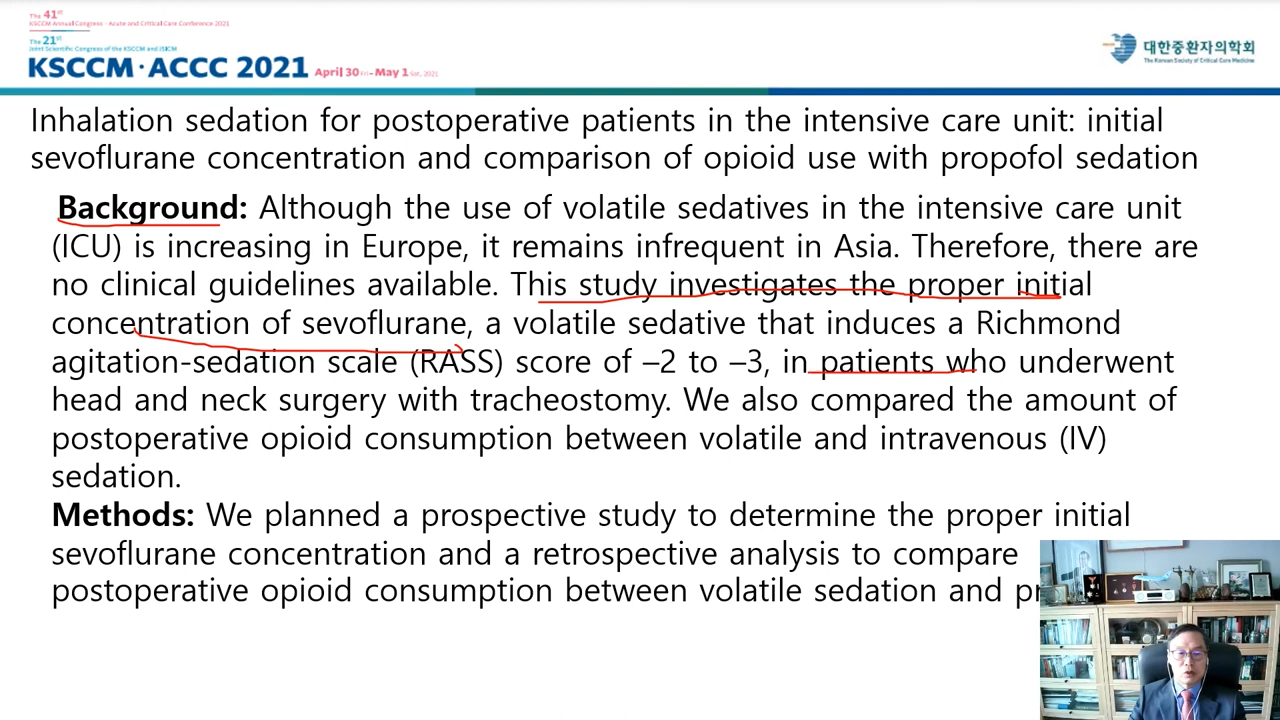 The 41st
KSCCM Annual Congress · Acute and Critical Care Conference 2021
The 21st
Joint Scientific Congress of the KSCCM and JSICM
KSCCM · ACCC 2021 April 30 Fri – May 1 Sat, 2021
대한중환자의학회
The Korean Society of Critical Care Medicine
Inhalation sedation for postoperative patients in the intensive care unit: initial
sevoflurane concentration and comparison of opioid use with propofol sedation
Background: Although the use of volatile sedatives in the intensive care unit
(ICU) is increasing in Europe, it remains infrequent in Asia. Therefore, there are
no clinical guidelines available. This study investigates the proper initial
concentration of sevoflurane, a volatile sedative that induces a Richmond
agitation-sedation scale (RASS) score of –2 to –3, in patients who underwent
head and neck surgery with tracheostomy. We also compared the amount of
postoperative opioid consumption between volatile and intravenous (IV)
sedation.
Methods: We planned a prospective study to determine the proper initial
sevoflurane concentration and a retrospective analysis to compare
postoperative opioid consumption between volatile sedation and pr